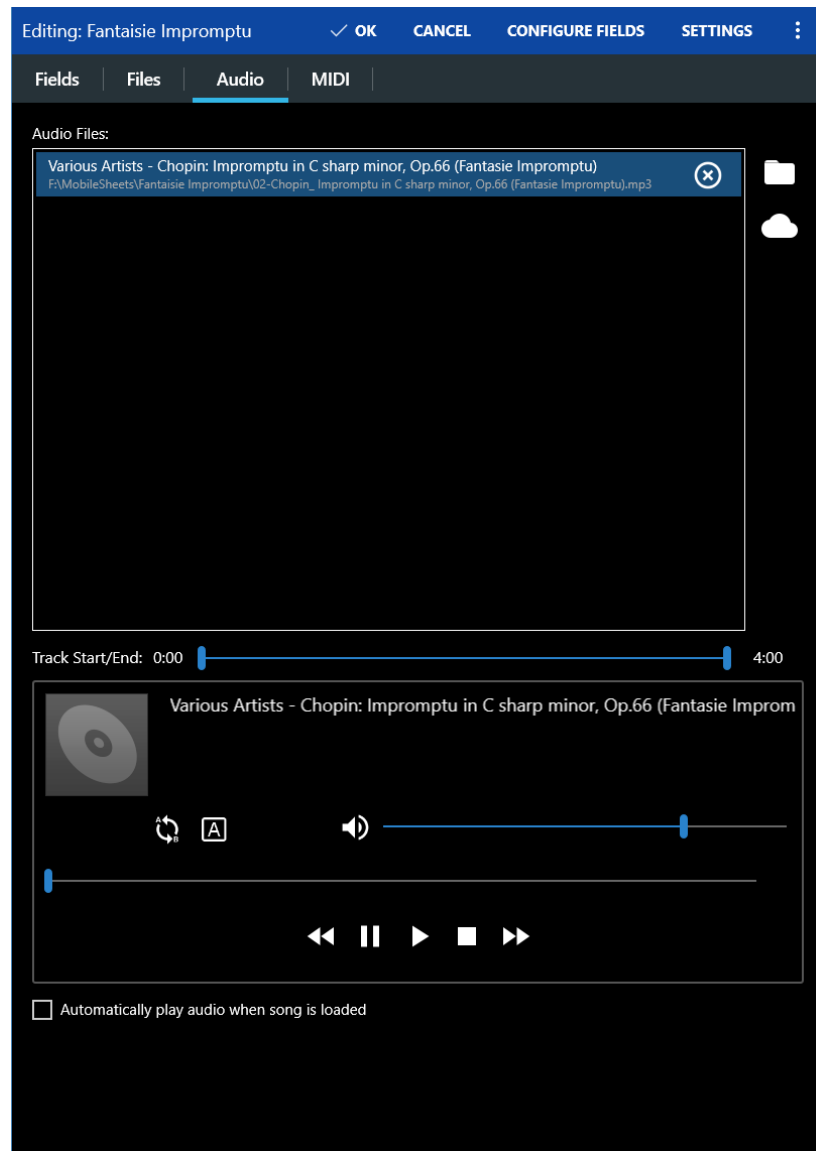 Editing: Fantaisie Impromptu OK CANCEL CONFIGURE FIELDS SETTINGS
Fields Files Audio MIDI
Audio Files:
Various Artists - Chopin: Impromptu in C sharp minor, Op.66 (Fantasie Impromptu)
F:\MobileSheets\Fantaisie Impromptu\02-Chopin_ Impromptu in C sharp minor, Op.66 (Fantasie Impromptu).mp3
Track Start/End: 0:00 4:00
Various Artists - Chopin: Impromptu in C sharp minor, Op.66 (Fantasie Improm
A B A
Automatically play audio when song is loaded